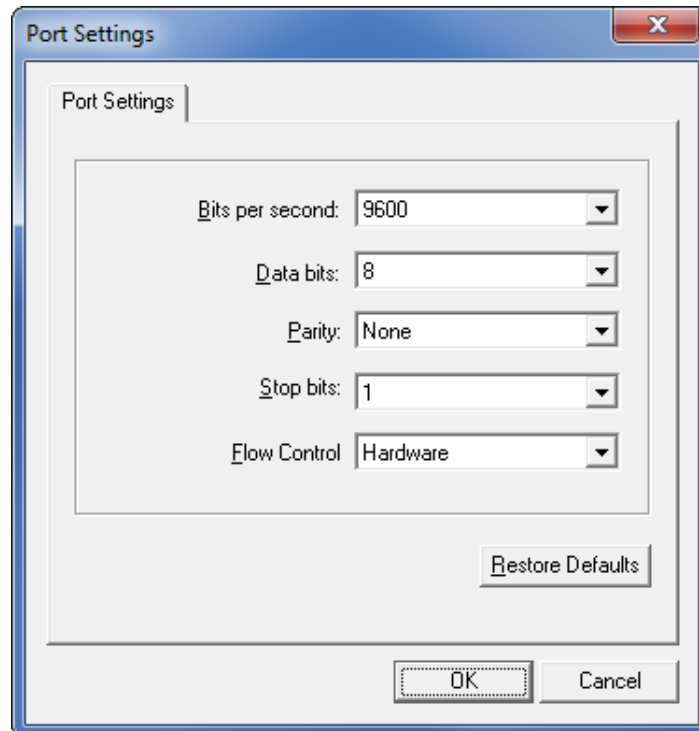 Port Settings
Port Settings
Bits per second: 9600
Data bits: 8
Parity: None
Stop bits: 1
Flow Control Hardware
Restore Defaults
OK Cancel